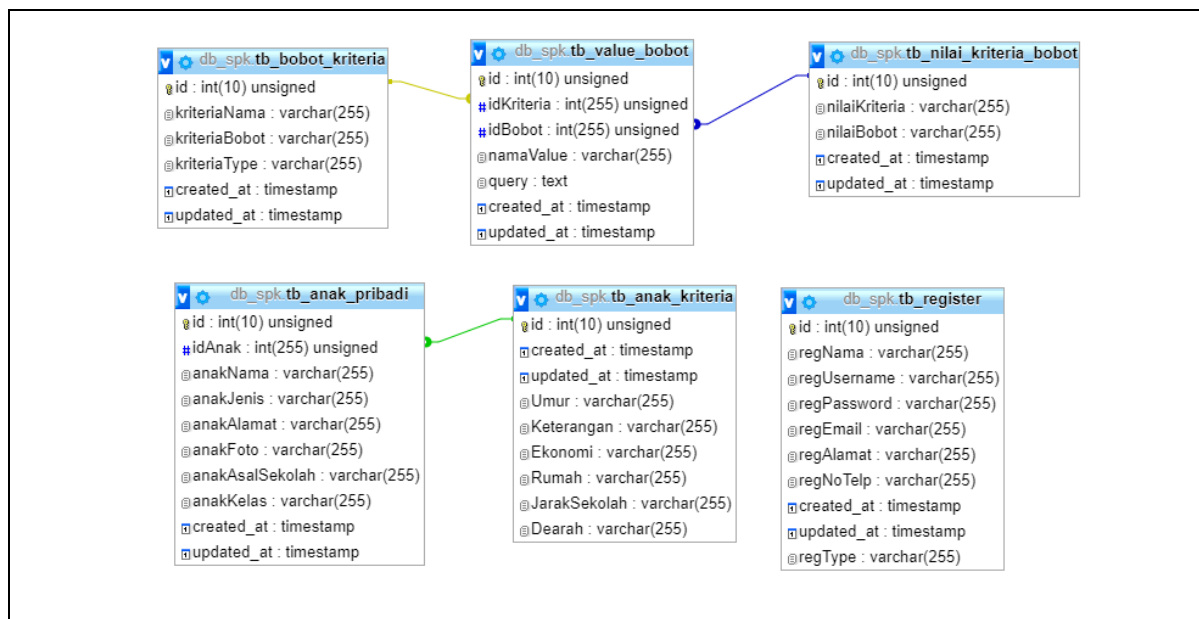 db_spk.tb_bobot_kriteria
id : int(10) unsigned
kriteriaNama : varchar(255)
kriteriaBobot : varchar(255)
kriteriaType : varchar(255)
created_at : timestamp
updated_at : timestamp
db_spk.tb_value_bobot
id : int(10) unsigned
#idKriteria : int(255) unsigned
#idBobot : int(255) unsigned
namaValue : varchar(255)
query : text
created_at : timestamp
updated_at : timestamp
db_spk.tb_nilai_kriteria_bobot
id : int(10) unsigned
nilaiKriteria : varchar(255)
nilaiBobot : varchar(255)
created_at : timestamp
updated_at : timestamp
db_spk.tb_anak_pribadi
id : int(10) unsigned
#idAnak : int(255) unsigned
anakNama : varchar(255)
anakJenis : varchar(255)
anakAlamat : varchar(255)
anakFoto : varchar(255)
anakAsalSekolah : varchar(255)
anakKelas : varchar(255)
created_at : timestamp
updated_at : timestamp
db_spk.tb_anak_kriteria
id : int(10) unsigned
created_at : timestamp
updated_at : timestamp
Umur : varchar(255)
Keterangan : varchar(255)
Ekonomi : varchar(255)
Rumah : varchar(255)
JarakSekolah : varchar(255)
Dearah : varchar(255)
db_spk.tb_register
id : int(10) unsigned
regNama : varchar(255)
regUsername : varchar(255)
regPassword : varchar(255)
regEmail : varchar(255)
regAlamat : varchar(255)
regNoTelp : varchar(255)
created_at : timestamp
updated_at : timestamp
regType : varchar(255)